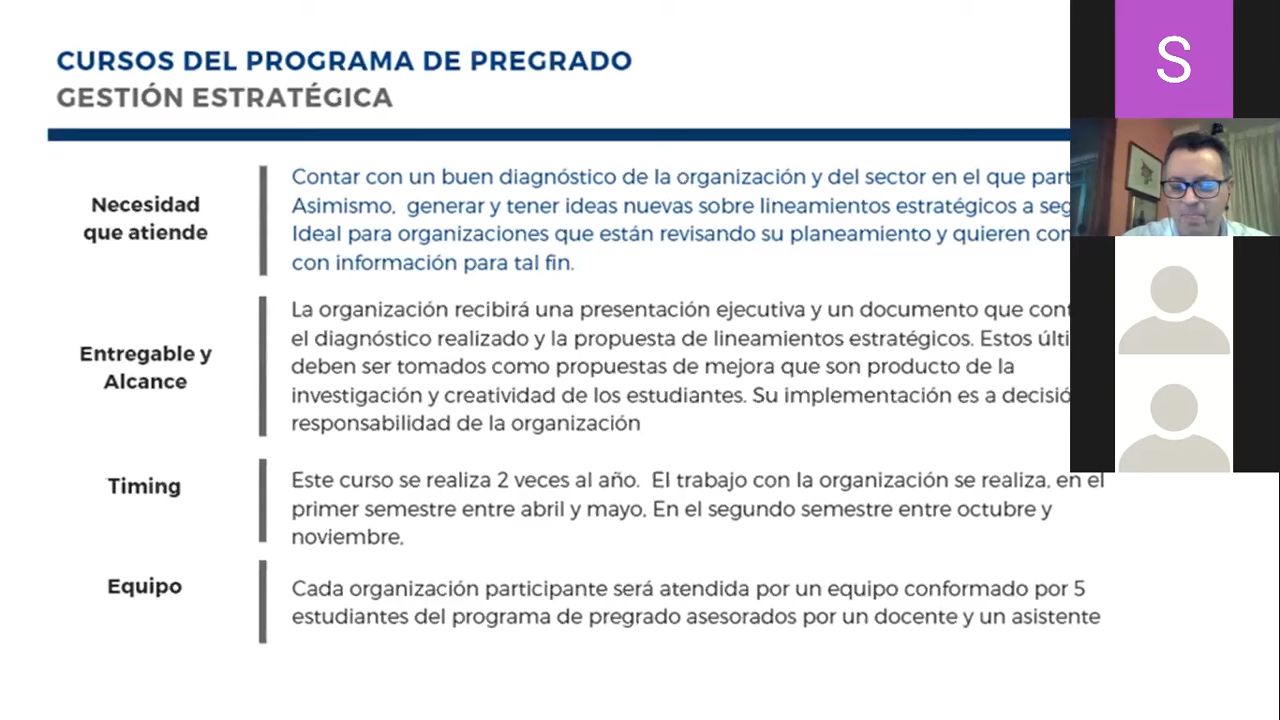 CURSOS DEL PROGRAMA DE PREGRADO
GESTIÓN ESTRATÉGICA
S
Necesidad
que atiende
Contar con un buen diagnóstico de la organización y del sector en el que
Asimismo, generar y tener ideas nuevas sobre lineamientos estratégicos a
Ideal para organizaciones que están revisando su planeamiento y quieren
con información para tal fin.
Entregable y
Alcance
La organización recibirá una presentación ejecutiva y un documento que
el diagnóstico realizado y la propuesta de lineamientos estratégicos. Estos
deben ser tomados como propuestas de mejora que son producto de la
investigación y creatividad de los estudiantes. Su implementación es a
responsabilidad de la organización
Timing
Este curso se realiza 2 veces al año. El trabajo con la organización se realiza, en el
primer semestre entre abril y mayo, En el segundo semestre entre octubre y
noviembre,
Equipo
Cada organización participante será atendida por un equipo conformado por 5
estudiantes del programa de pregrado asesorados por un docente y un asistente